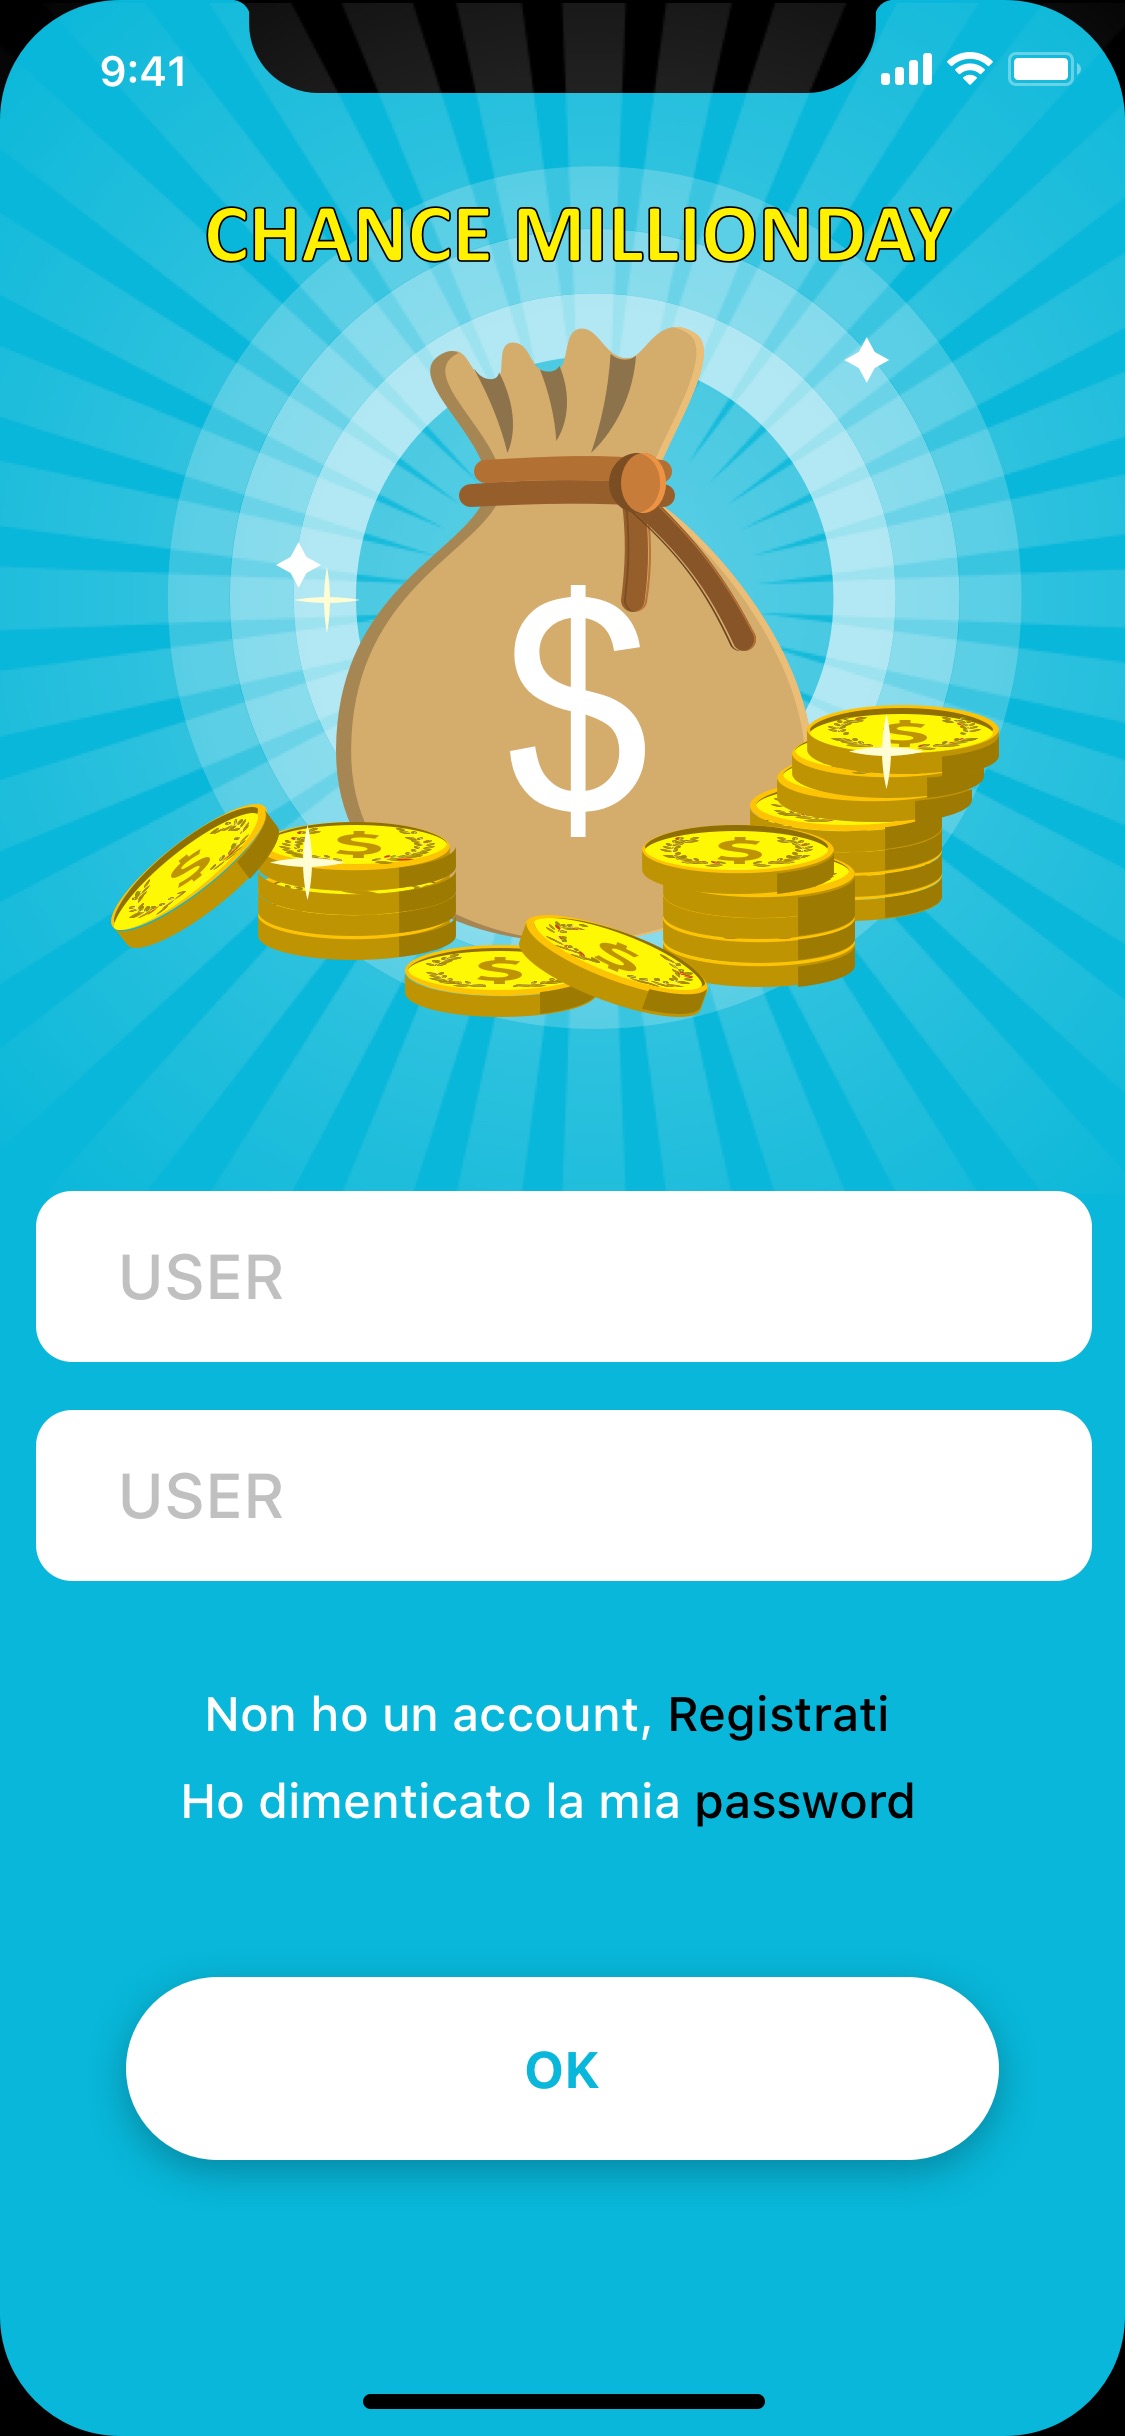 9:41
CHANCE MILLIONDAY
$
$
$
$
$
$
$
USER
USER
Non ho un account, Registrati
Ho dimenticato la mia password
OK